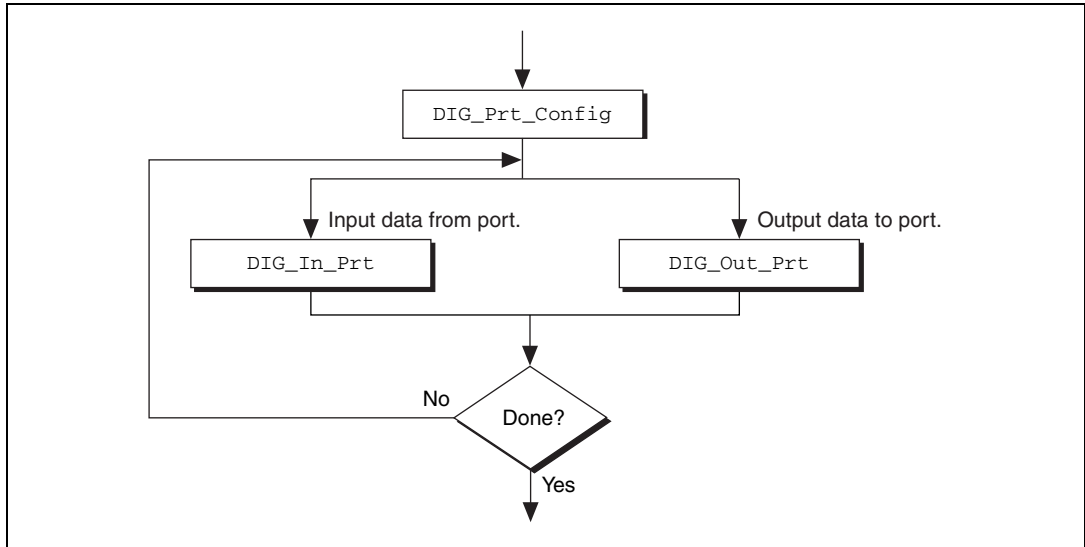 DIG_Prt_Config
Input data from port.
Output data to port.
DIG_In_Prt
DIG_Out_Prt
No
Done?
Yes